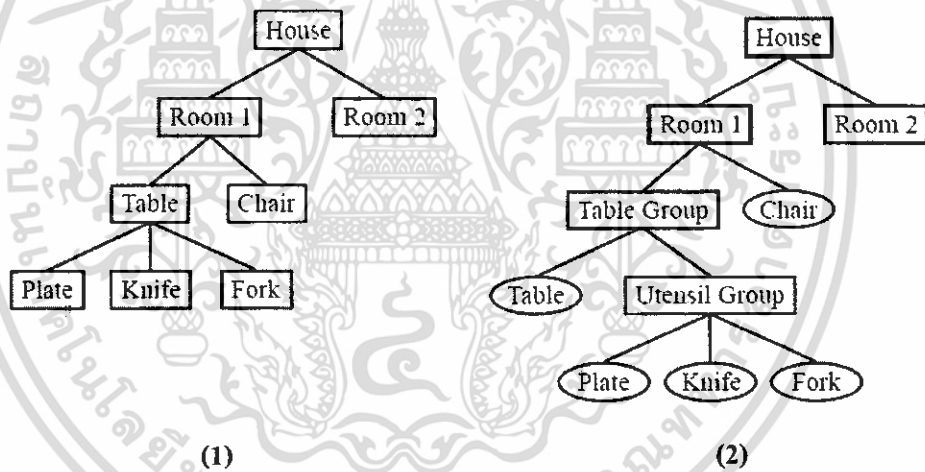 House
Room 1
Room 2
Table
Chair
Plate
Knife
Fork
(1)
House
Room 1
Room 2
Table Group
Chair
Table
Utensil Group
Plate
Knife
Fork
(2)